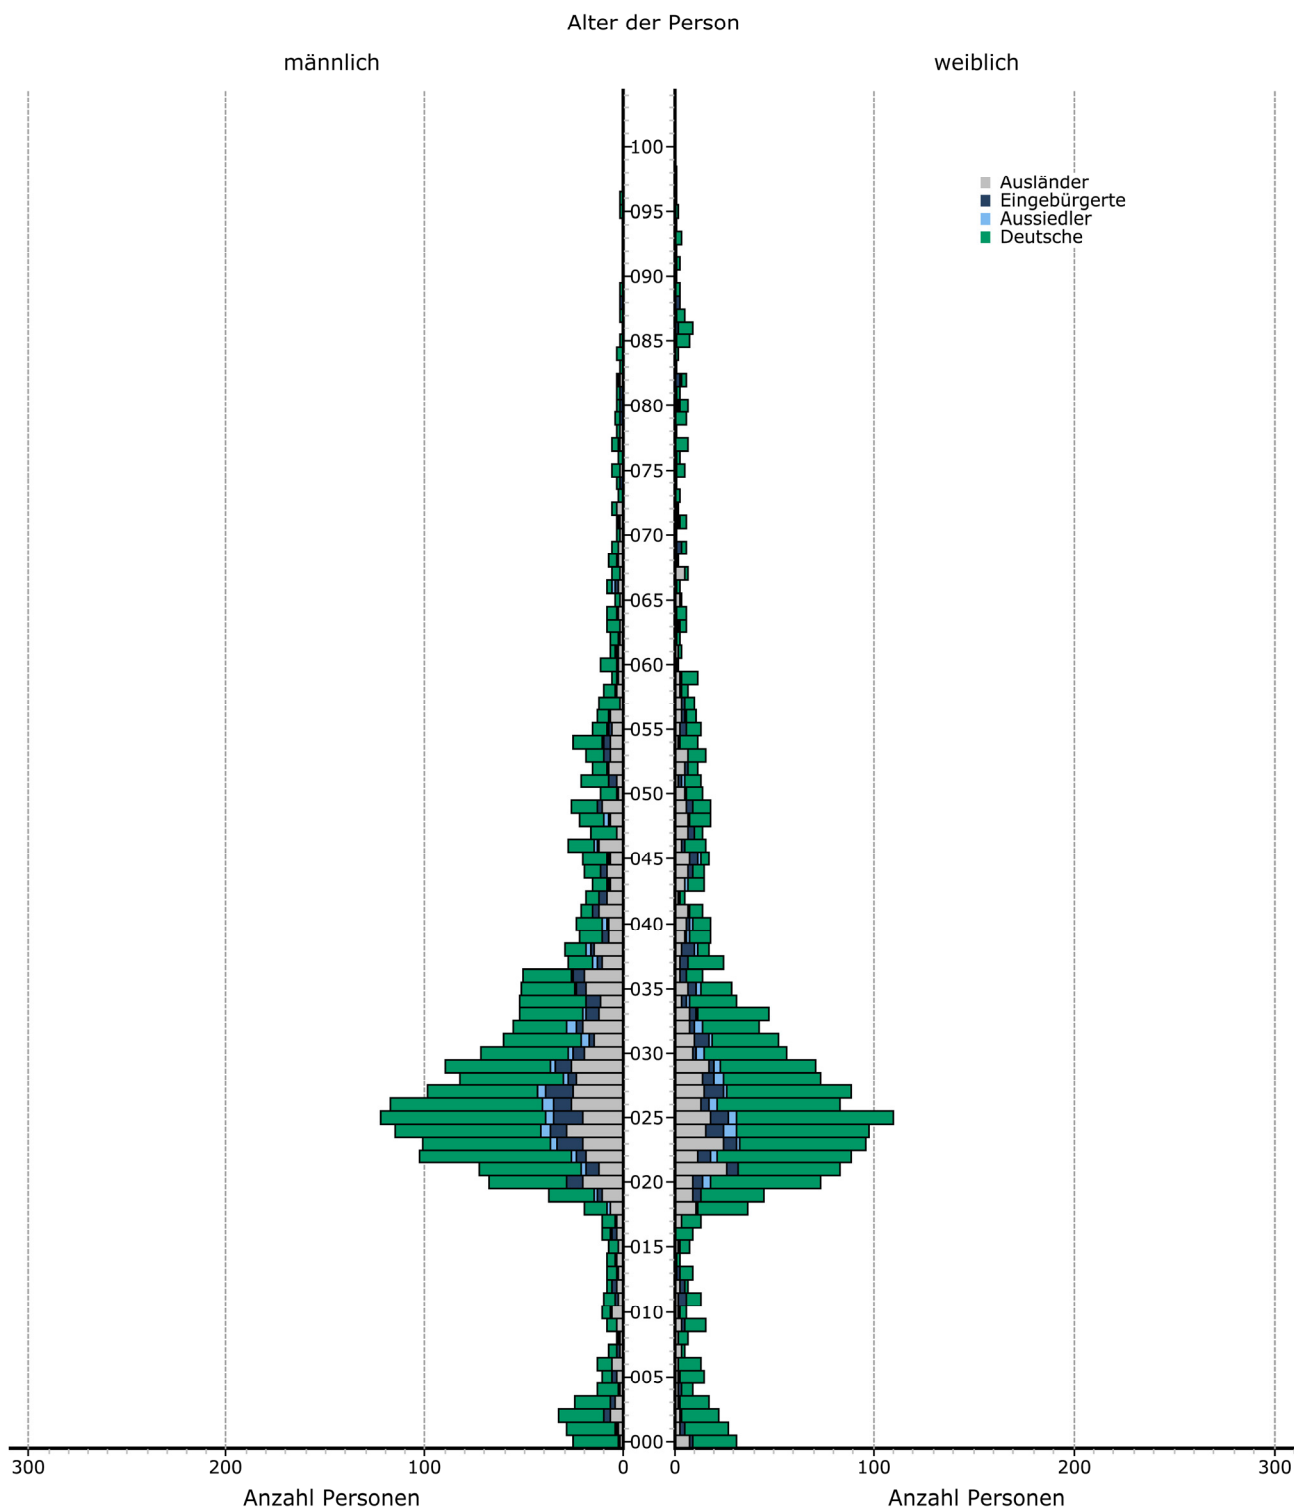 Alter der Person
männlich
weiblich
100
095
090
085
080
075
070
065
060
055
050
045
040
035
030
025
020
015
010
005
000
Ausländer
Eingebürgerte
Aussiedler
Deutsche
300 200 100 0 0 100 200 300
Anzahl Personen
Anzahl Personen